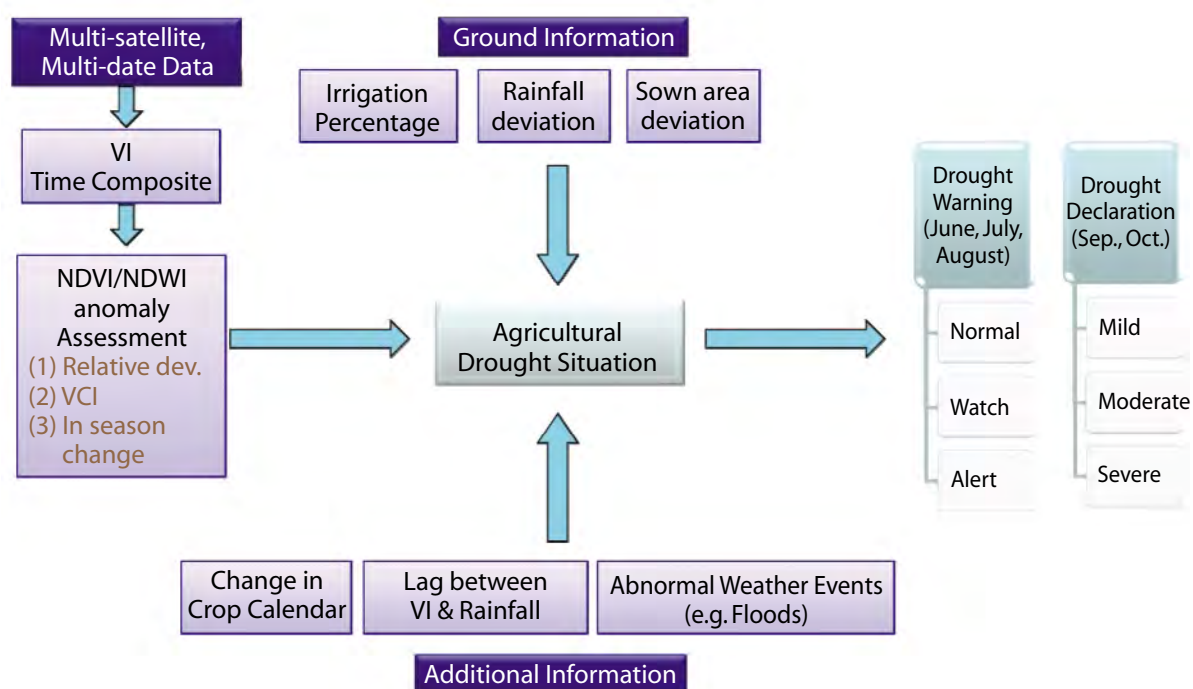 Multi-satellite,
Multi-date Data
VI
Time Composite
NDVI/NDWI
anomaly
Assessment
(1) Relative dev.
(2) VCI
(3) In season
change
Ground Information
Irrigation
Percentage
Rainfall
deviation
Sown area
deviation
Agricultural
Drought Situation
Change in
Crop Calendar
Lag between
VI & Rainfall
Abnormal Weather Events
(e.g. Floods)
Additional Information
Drought
Warning
(June, July,
August)
Normal
Watch
Alert
Drought
Declaration
(Sep., Oct.)
Mild
Moderate
Severe